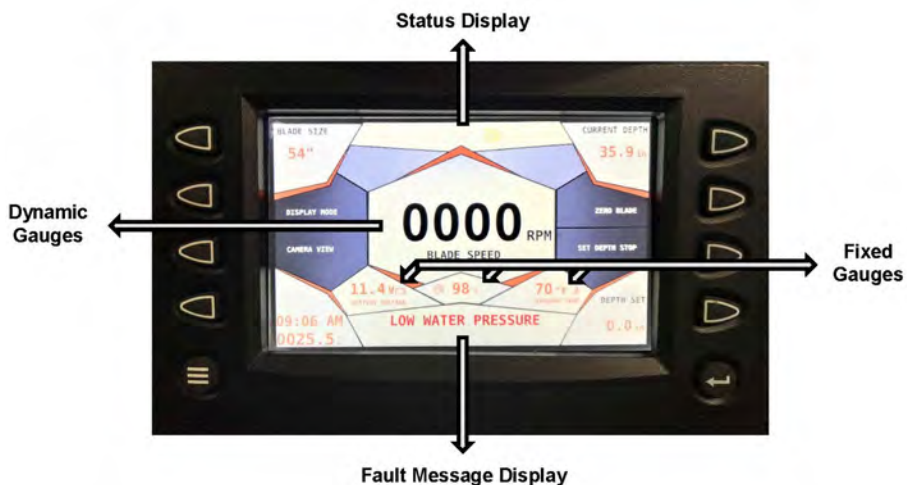 Status Display
BLADE SIZE
54"
CURRENT DEPTH
35.9 in
DISPLAY MODE
ZERO BLADE
Dynamic
Gauges
0000 RPM
BLADE SPEED
CAMERA VIEW
SET DEPTH STOP
Fixed
Gauges
11.4
98
70
DEPTH SET
0.0
09:06 AM
0025.5
LOW WATER PRESSURE
Fault Message Display